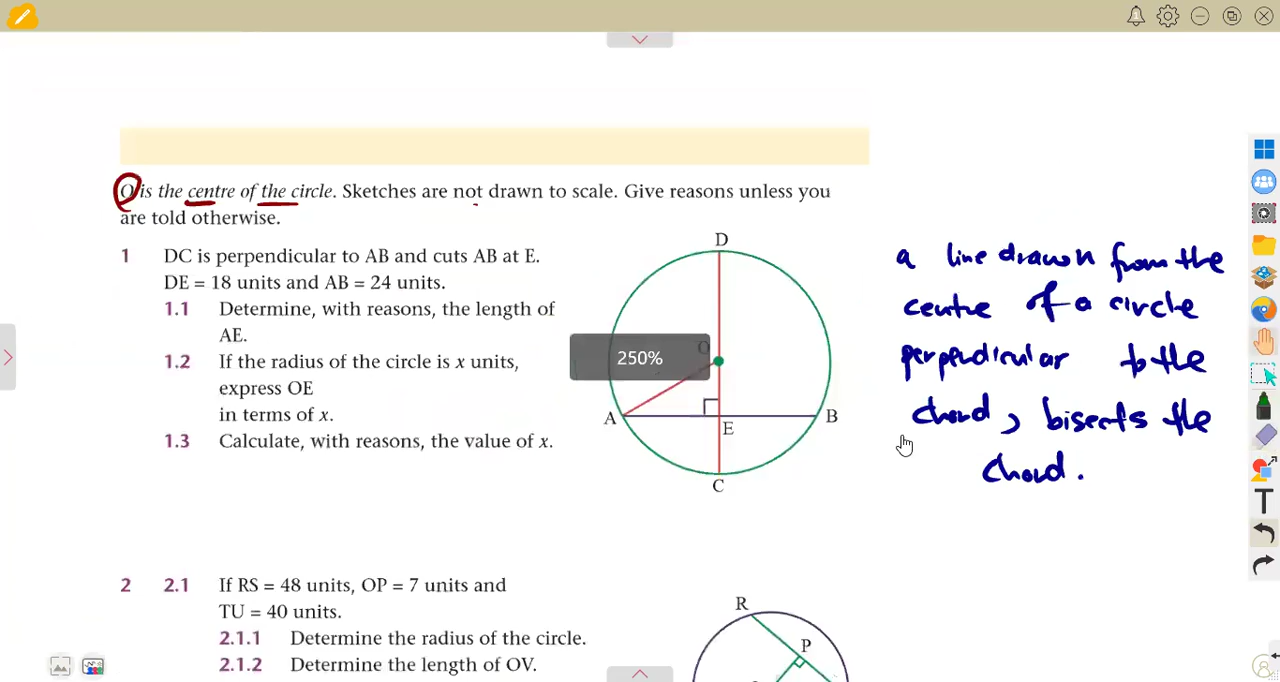 O is the centre of the circle. Sketches are not drawn to scale. Give reasons unless you
are told otherwise.
1 DC is perpendicular to AB and cuts AB at E.
DE = 18 units and AB = 24 units.
1.1 Determine, with reasons, the length of
AE.
1.2 If the radius of the circle is x units,
express OE
in terms of x.
1.3 Calculate, with reasons, the value of x.
D
O
250%
A
B
E
C
a line drawn from the
centre of a circle
perpendicular to the
chord, bisects the
chord.
2 2.1 If RS = 48 units, OP = 7 units and
TU = 40 units.
2.1.1 Determine the radius of the circle.
2.1.2 Determine the length of OV.
R
P
T